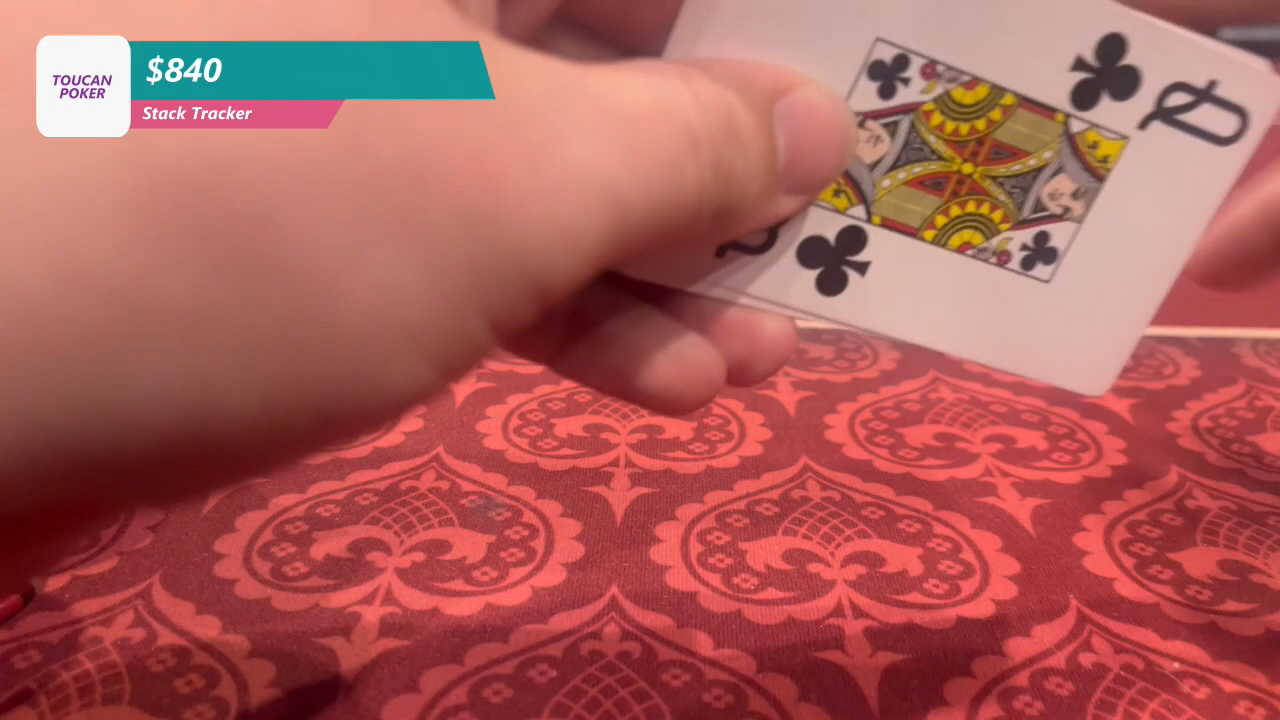 TOUCAN
POKER
$840
Stack Tracker
Q
Q